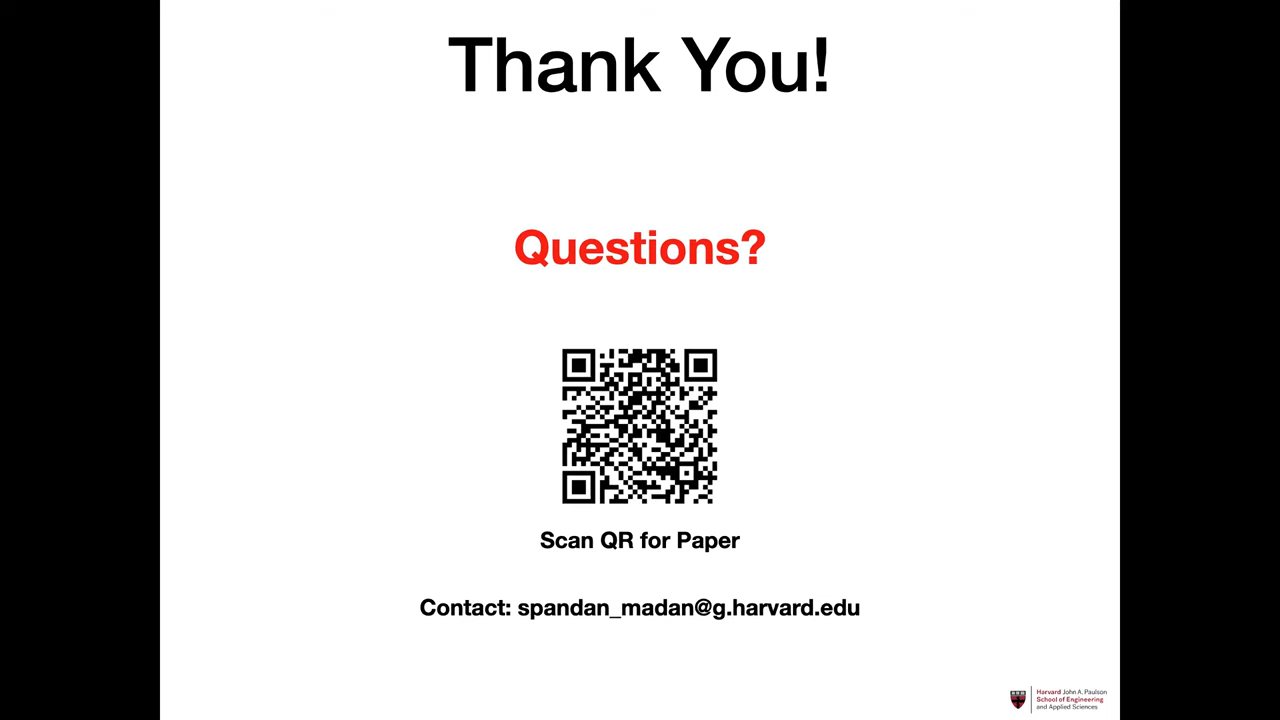 Thank You!
Questions?
Scan QR for Paper
Contact: spandan_madan@g.harvard.edu
Harvard John A. Paulson
School of Engineering
and Applied Sciences